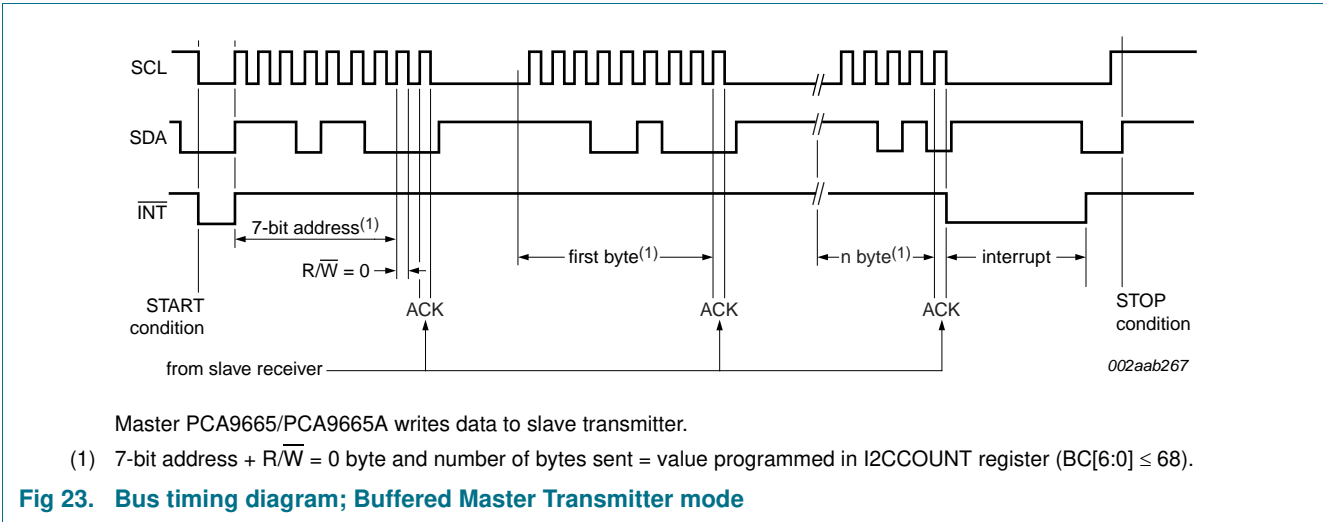 SCL
SDA
INT
7-bit address(1)
R/W = 0
first byte(1)
n byte(1)
interrupt
START
condition
ACK
ACK
ACK
STOP
condition
from slave receiver
002aab267
Master PCA9665/PCA9665A writes data to slave transmitter.
(1) 7-bit address + R/W = 0 byte and number of bytes sent = value programmed in I2CCOUNT register (BC[6:0] ≤ 68).
Fig 23. Bus timing diagram; Buffered Master Transmitter mode